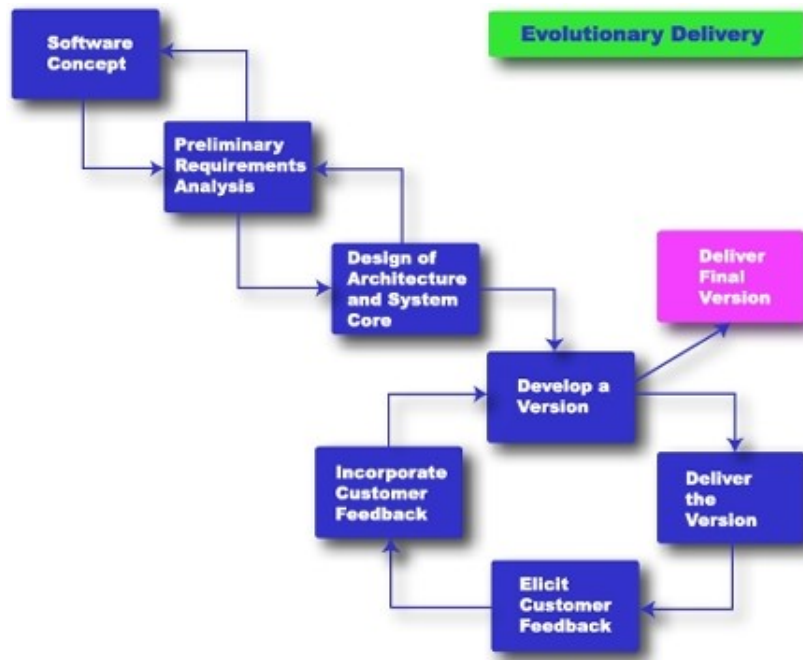 Software
Concept
Evolutionary Delivery
Preliminary
Requirements
Analysis
Design of
Architecture
and System
Core
Deliver
Final
Version
Develop a
Version
Incorporate
Customer
Feedback
Deliver
the
Version
Elicit
Customer
Feedback